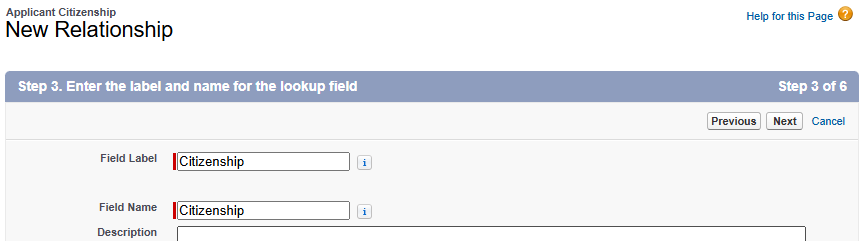 Applicant Citizenship
New Relationship
Help for this Page ?
Step 3. Enter the label and name for the lookup field
Step 3 of 6
Previous Next Cancel
Field Label Citizenship i
Field Name Citizenship i
Description